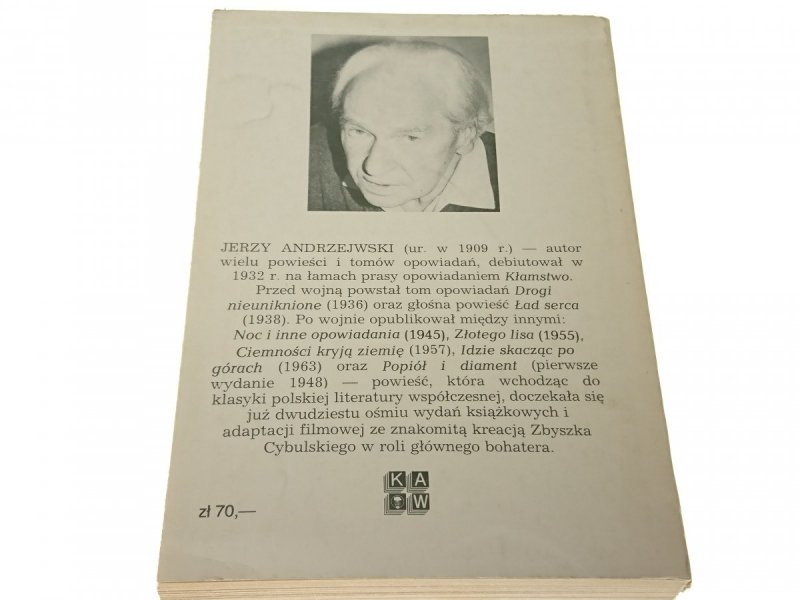 JERZY ANDRZEJWSKI (ur. w 1909 r.) — autor
wielu powieści i tomów opowiadań, debiutował w
1932 r. na łamach prasy opowiadaniem Kłamstwo.
Przed wojną powstał tom opowiadań Drogi
nieuniknione (1936) oraz głośna powieść Ład serca
(1938). Po wojnie opublikował między innymi:
Noc i inne opowiadania (1945), Złotego lisa (1955),
Ciemności kryją ziemię (1957), Idzie skacząc po
górach (1963) oraz Popiół i diament (pierwsze
wydanie 1948) — powieść, która wchodząc do
klasyki polskiej literatury współczesnej, doczekała się
już dwudziestu ośmiu wydań książkowych i
adaptacji filmowej ze znakomitą kreacją Zbyszka
Cybulskiego w roli głównego bohatera.
K A
W
zł 70,—